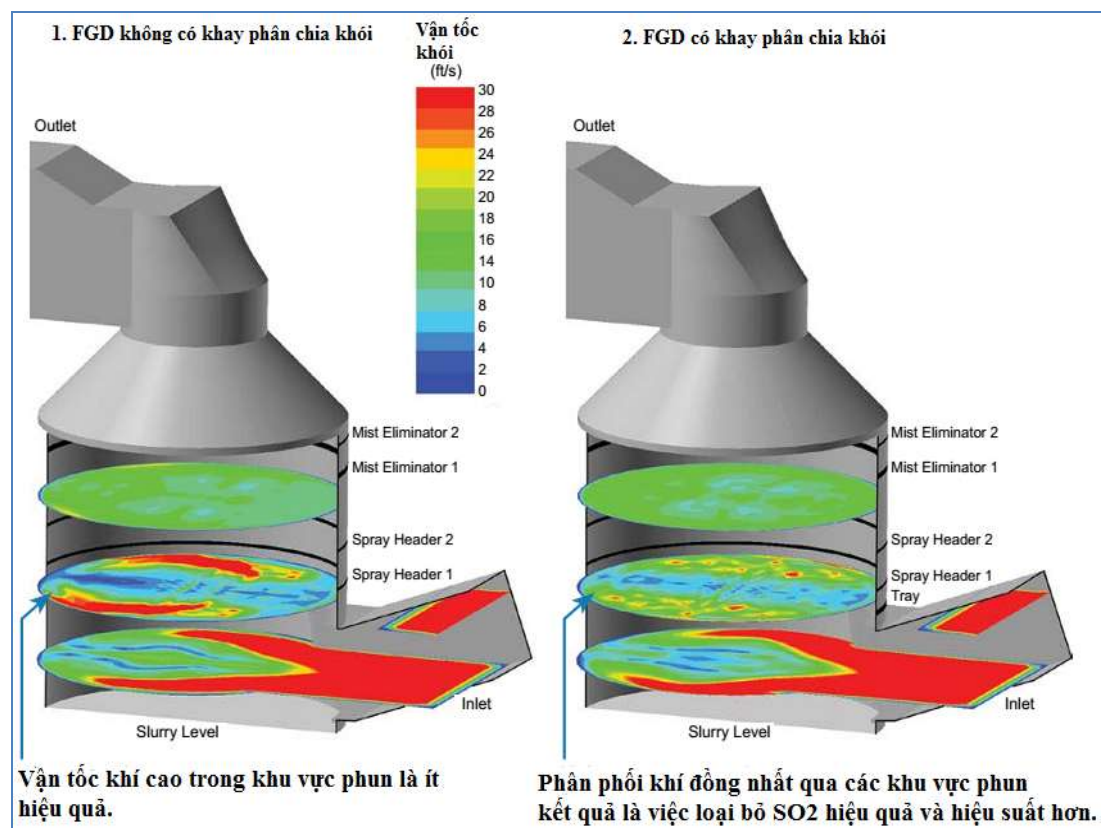 1. FGD không có khay phân chia khói
Vận tốc
khói
(ft/s)
30
28
26
24
22
20
18
16
14
10
8
6
4
2
0
Outlet
Mist Eliminator 2
Mist Eliminator 1
Spray Header 2
Spray Header 1
Inlet
Slurry Level
Vận tốc khí cao trong khu vực phun là ít
hiệu quả.
2. FGD có khay phân chia khói
Outlet
Mist Eliminator 2
Mist Eliminator 1
Spray Header 2
Spray Header 1
Tray
Inlet
Slurry Level
Phân phối khí đồng nhất qua các khu vực phun
kết quả là việc loại bỏ SO2 hiệu quả và hiệu suất hơn.